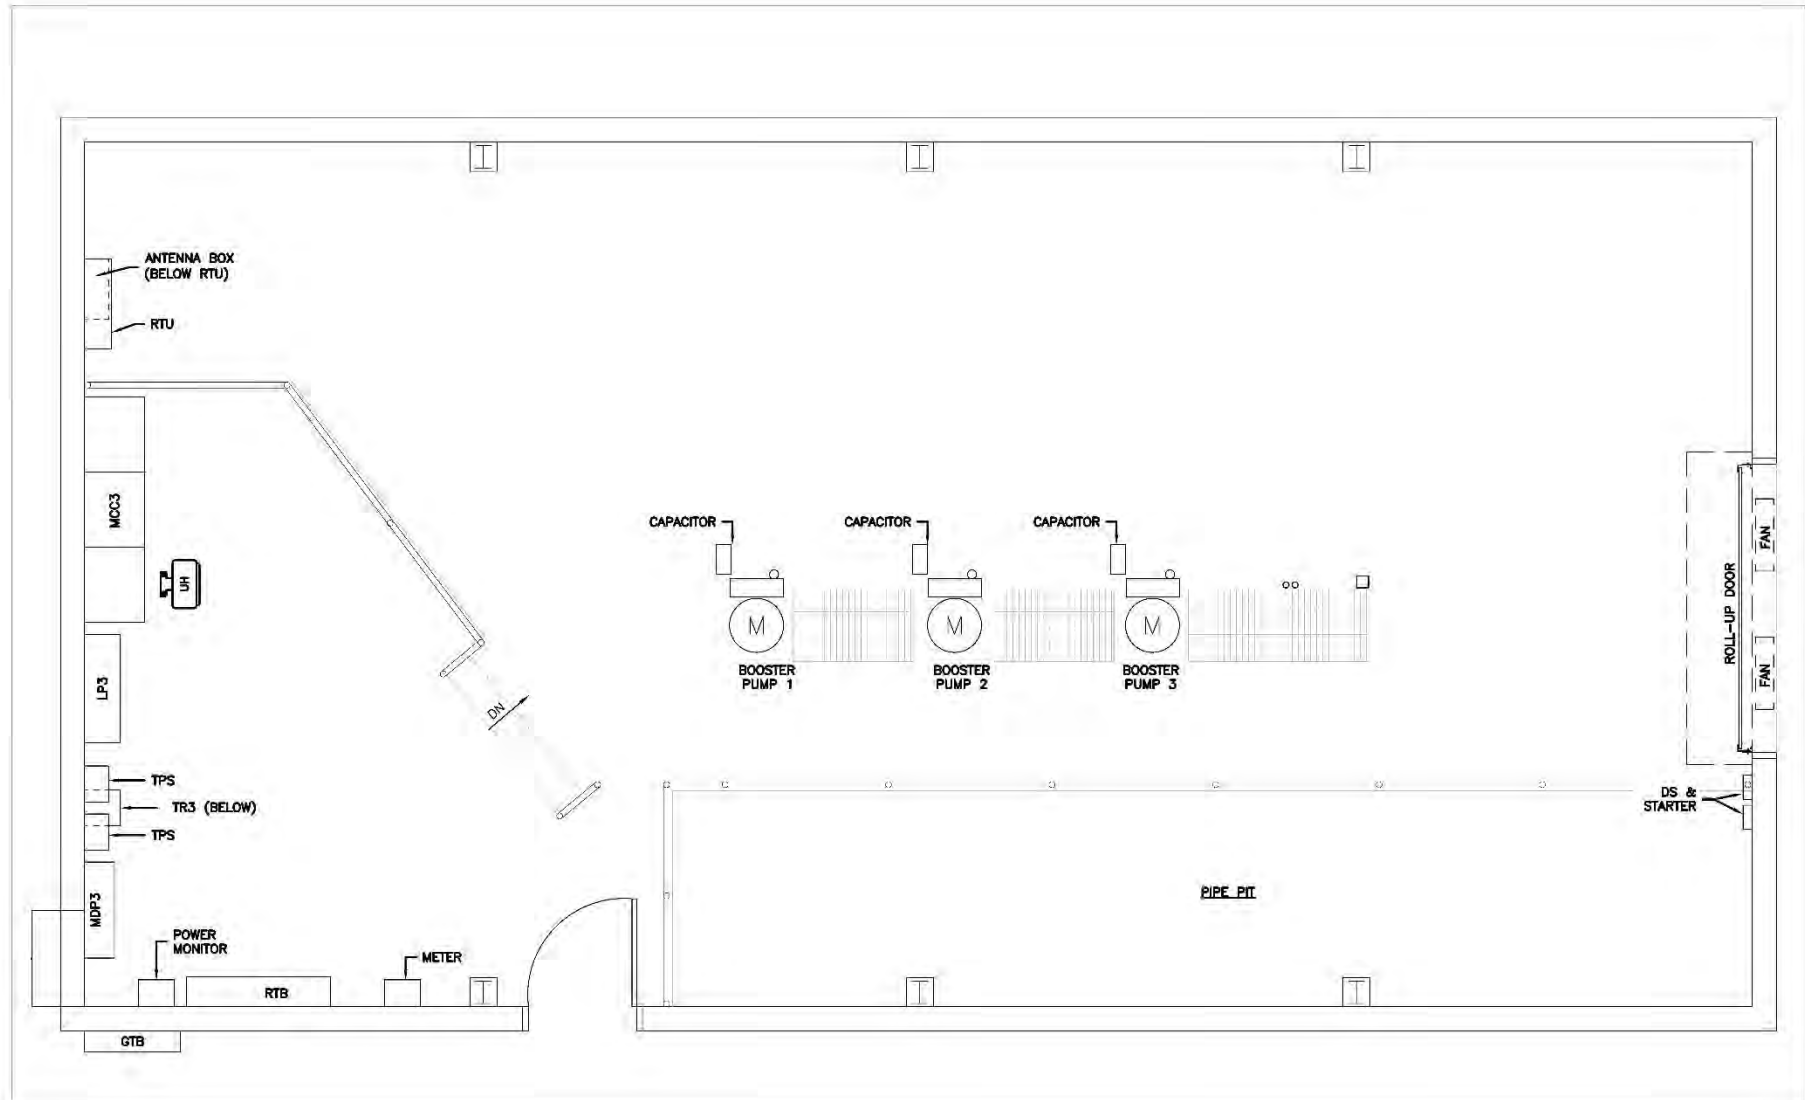 ANTENNA BOX
(BELOW RTU)
RTU
MCC3
UH
LP3
TPS
TR3 (BELOW)
TPS
MDP3
POWER
MONITOR
RTB
METER
GTB
DN
CAPACITOR
CAPACITOR
CAPACITOR
M
M
M
BOOSTER
PUMP 1
BOOSTER
PUMP 2
BOOSTER
PUMP 3
FAN
ROLL-UP DOOR
FAN
DS &
STARTER
PIPE PIT